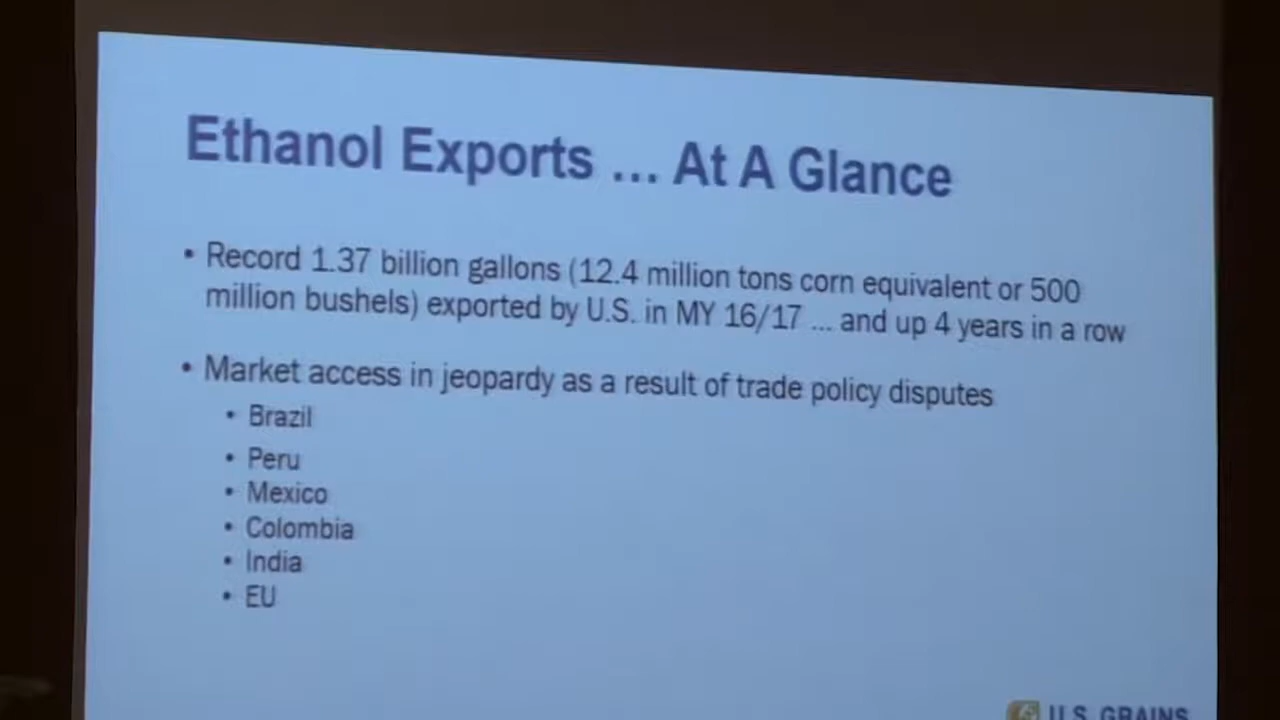 Ethanol Exports ... At A Glance
• Record 1.37 billion gallons (12.4 million tons corn equivalent or 500
million bushels) exported by U.S. in MY 16/17 ... and up 4 years in a row
• Market access in jeopardy as a result of trade policy disputes
• Brazil
• Peru
• Mexico
• Colombia
• India
• EU
U.S. GRAINS